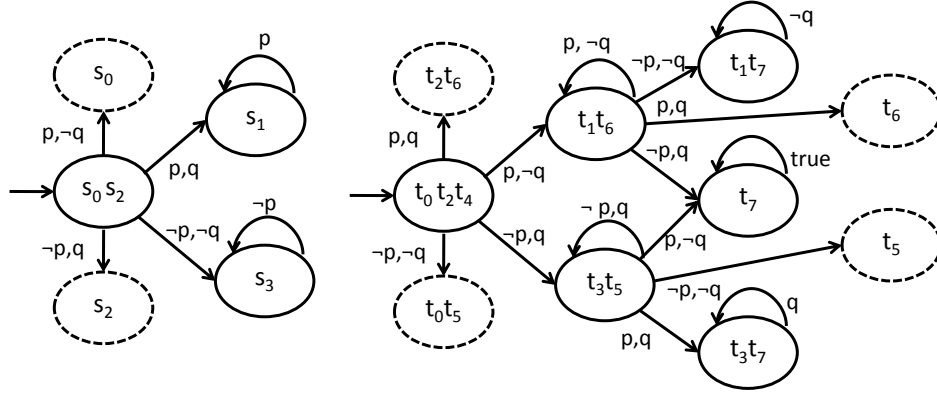 p
¬q
s₀
t₂t₆
p, ¬q
¬p,¬q
t₁t₇
s₁
t₁t₆
p,q
t₆
p,¬q
p,q
p,q
p,¬q
¬p,q
true
s₀ s₂
t₀ t₂t₄
t₇
¬p
¬ p,q
¬p,q
¬p,¬q
¬p,q
¬p,¬q
p,¬q
t₅
s₃
t₃t₅
¬p,¬q
s₂
t₀t₅
q
p,q
t₃t₇